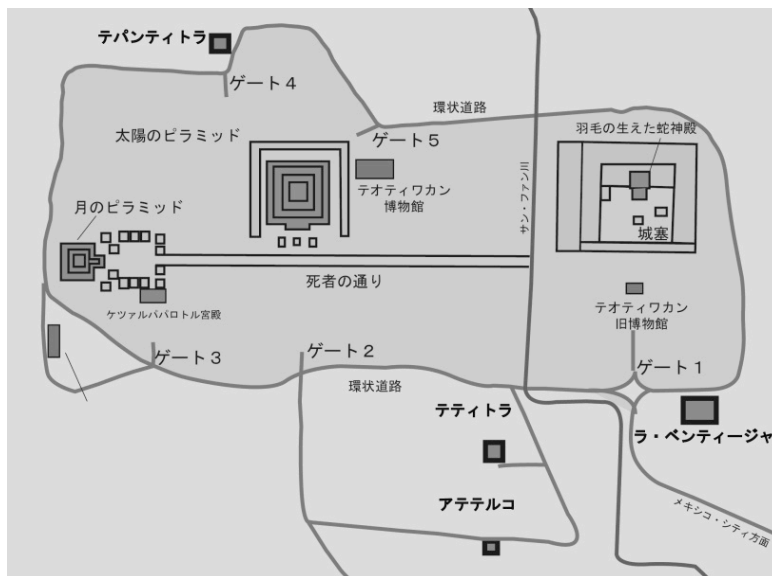 テパンティトラ
ゲート４
環状道路
羽毛の生えた蛇神殿
太陽のピラミッド
ゲート５
テオティワカン
博物館
サン・ファン川
月のピラミッド
城塞
死者の通り
テオティワカン
旧博物館
ケツァルパパロトル宮殿
ゲート３
ゲート２
ゲート１
環状道路
テティトラ
ラ・ベンティージャ
アテテルコ
メキシコ・シティ方面